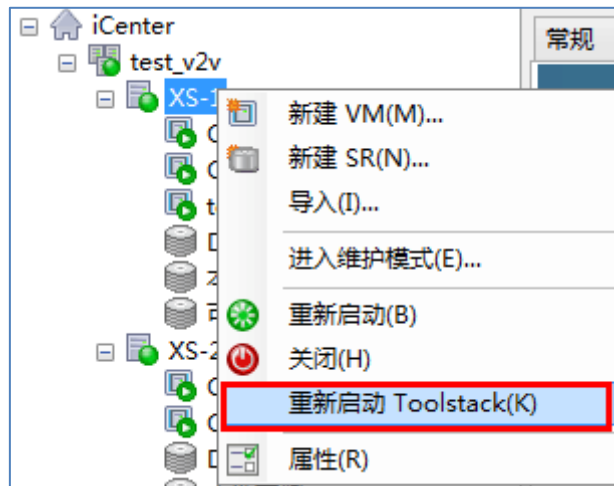 iCenter
常规
test_v2v
XS-1
新建 VM(M)...
新建 SR(N)...
导入(I)...
进入维护模式(E)...
重新启动(B)
关闭(H)
XS-2
重新启动 Toolstack(K)
属性(R)